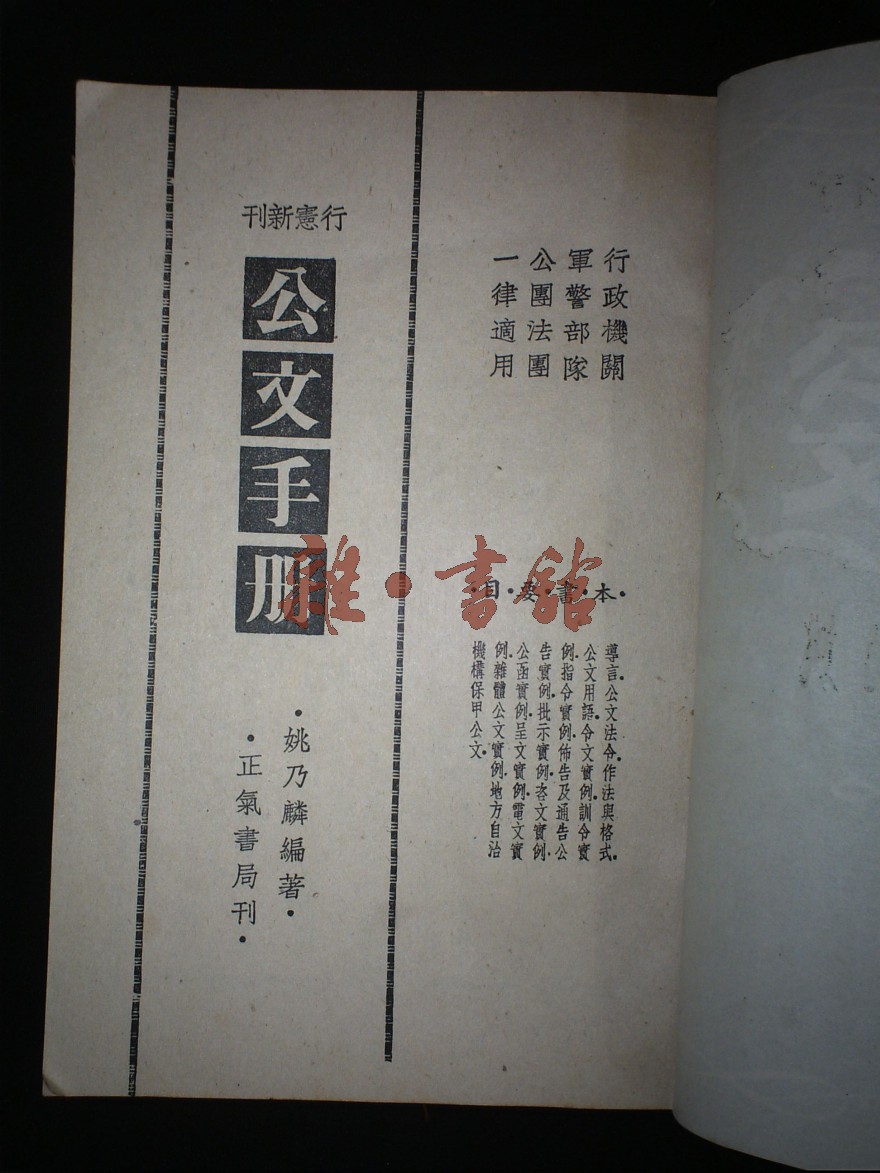 行政機關
軍警部隊
公團法團
一律適用
·本·書·要·目·
導言.公文法令.作法與格式.
公文用語.令文實例.訓令實
例.指令實例.佈告及通告公
告實例.批示實例.咨文實例.
公函實例.呈文實例.電文實
例.雜體公文實例.地方自治
機構保甲公文.
行憲新刊
公文手册
·姚乃麟編著·
·正氣書局刊·
雜·書館